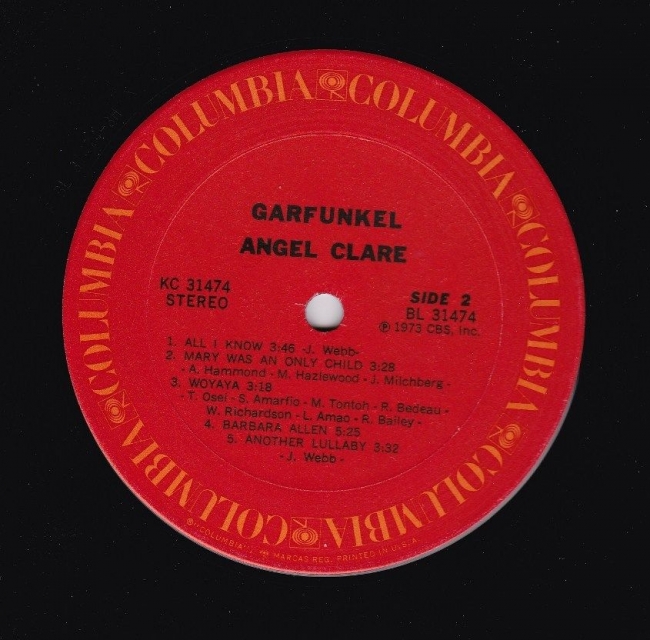 COLUMBIA COLUMBIA COLUMBIA COLUMBIA COLUMBIA COLUMBIA COLUMBIA
GARFUNKEL
ANGEL CLARE
KC 31474
STEREO
SIDE 2
BL 31474
Ⓟ 1973 CBS, Inc.
1. ALL I KNOW 3:46 -J. Webb-
2. MARY WAS AN ONLY CHILD 3:28
- A. Hammond - M. Hazlewood - J. Milchberg -
3. WOYAYA 3:18
- T. Osei - S. Amarfio - M. Tontoh - R. Bedeau -
W. Richardson - L. Amao - R. Bailey -
4. BARBARA ALLEN 5:25
5. ANOTHER LULLABY 3:32
- J. Webb -
"COLUMBIA", MARCAS REG. PRINTED IN U.S.A.